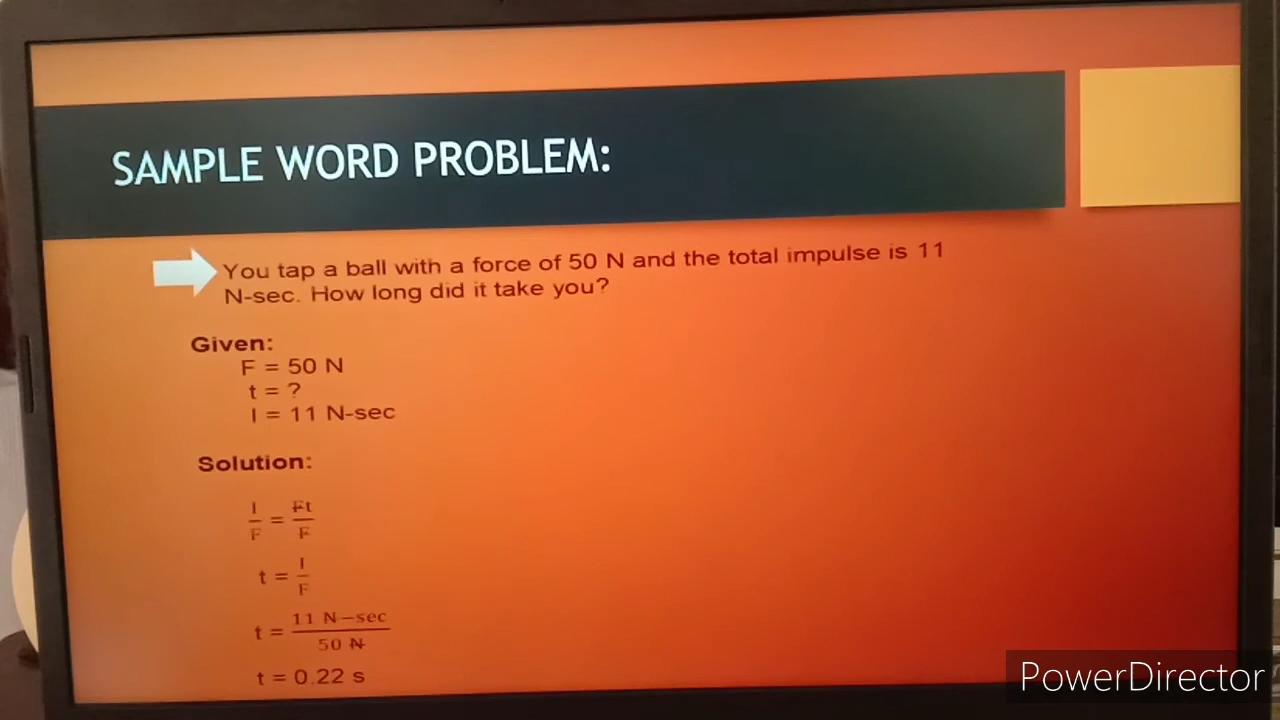 SAMPLE WORD PROBLEM:
You tap a ball with a force of 50 N and the total impulse is 11
N-sec. How long did it take you?
Given:
F = 50 N
t = ?
I = 11 N-sec
Solution:
I/F = Ft/F
t = I/F
t = 11 N-sec/50 N
t = 0.22 s
PowerDirector